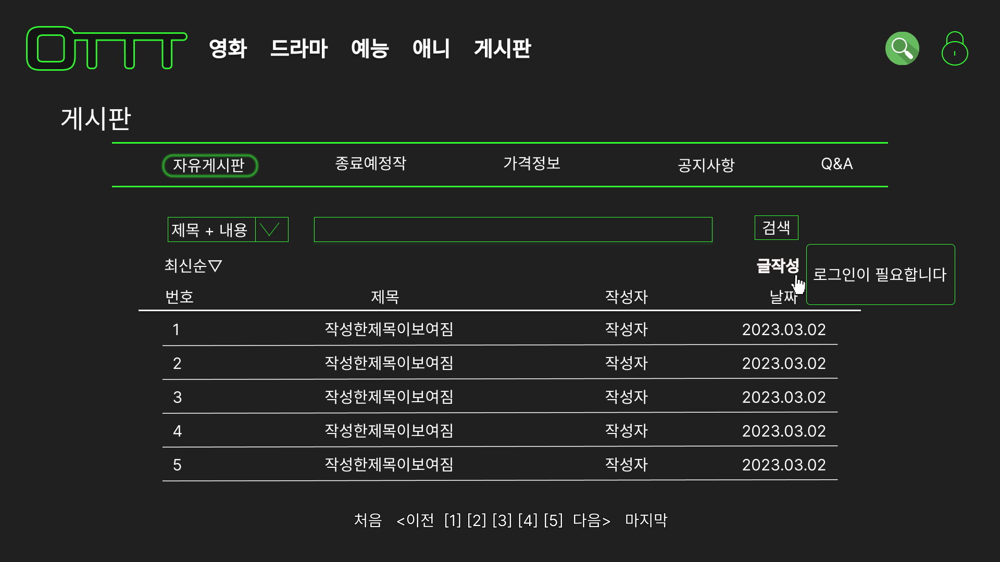 OTTT 영화 드라마 예능 애니 게시판
게시판
자유게시판 종료예정작 가격정보 공지사항 Q&A
제목 + 내용 검색
최신순▽ 글작성 로그인이 필요합니다
번호 제목 작성자 날짜
1 작성한제목이보여짐 작성자 2023.03.02
2 작성한제목이보여짐 작성자 2023.03.02
3 작성한제목이보여짐 작성자 2023.03.02
4 작성한제목이보여짐 작성자 2023.03.02
5 작성한제목이보여짐 작성자 2023.03.02
처음 <이전 [1] [2] [3] [4] [5] 다음> 마지막